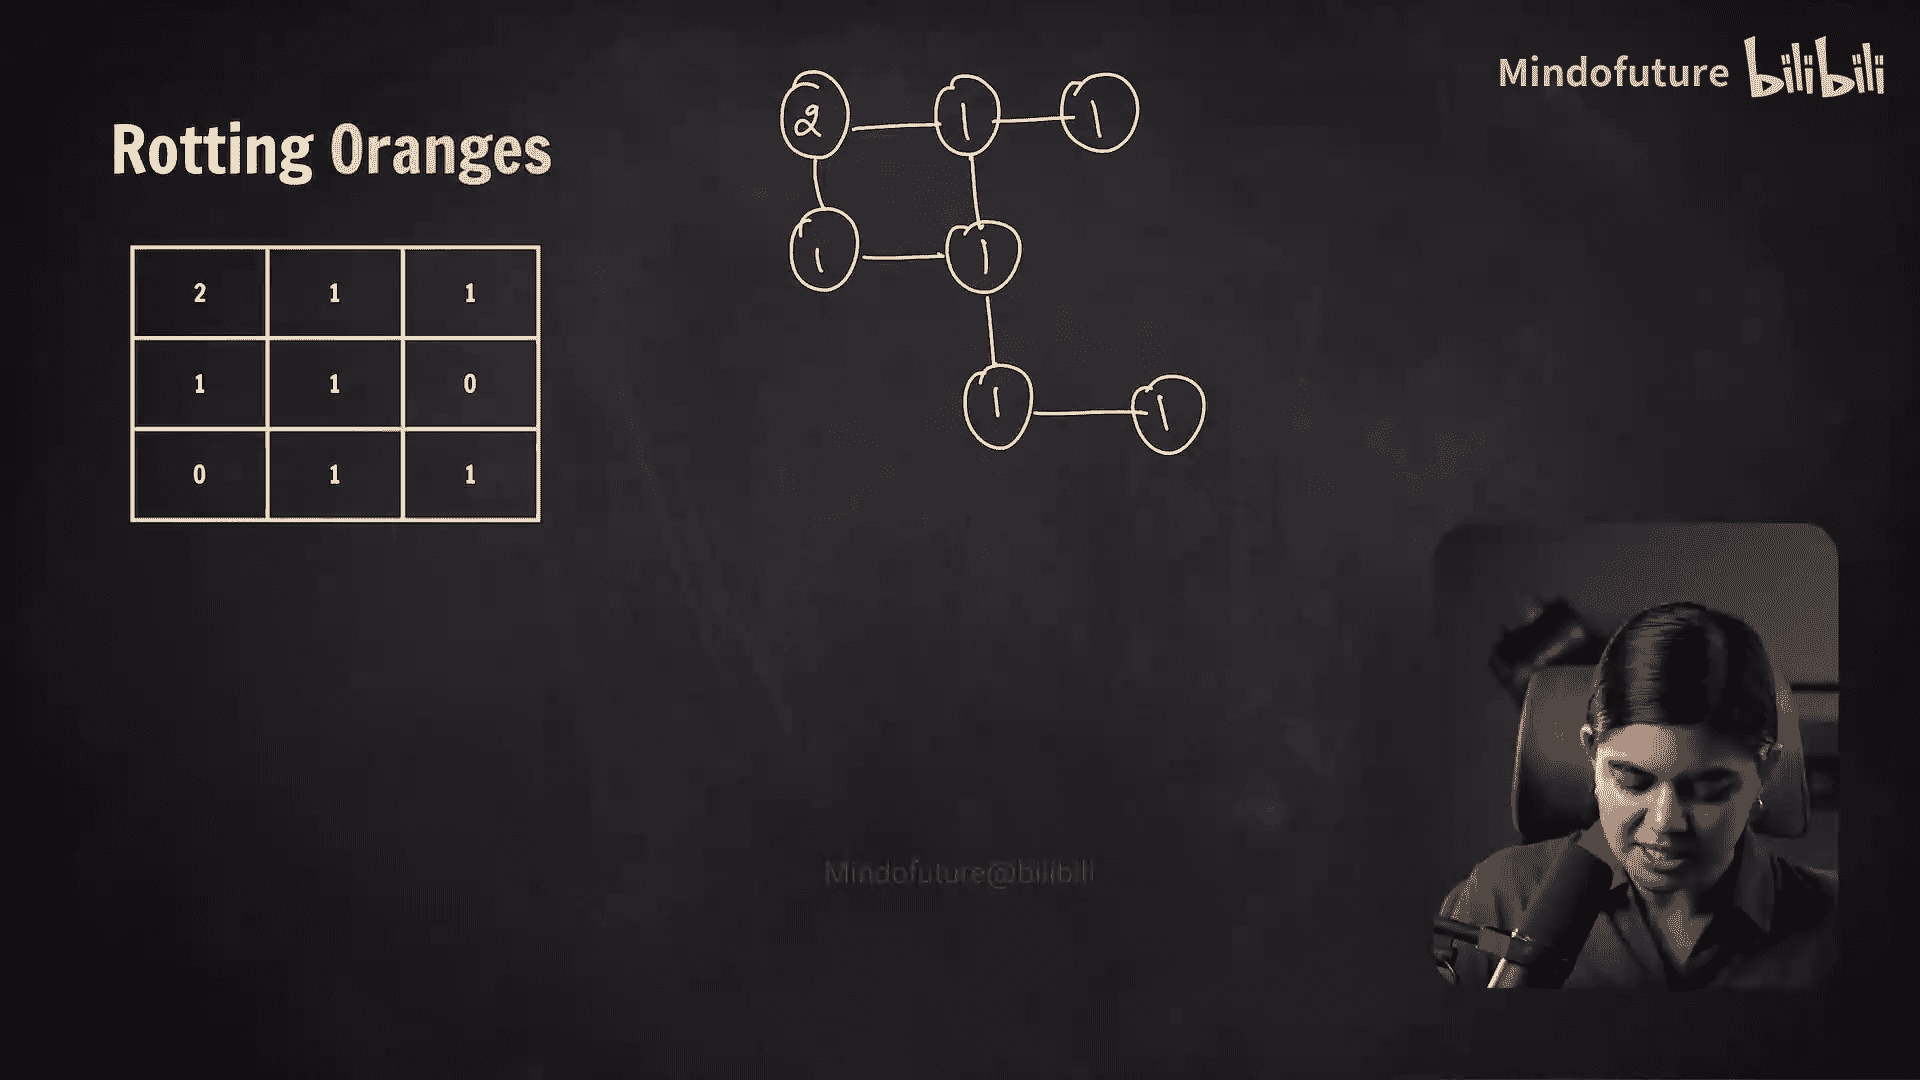 Mindofuture bilibili
Rotting Oranges
2 1 1
1 1 0
0 1 1
2 1 1
1 1
1 1
Mindofuture@bilibili